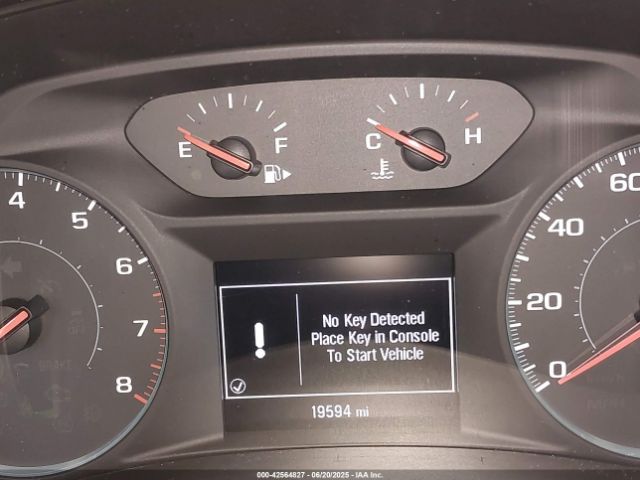 E F
C H
4 5 6 7 8
60 40 20 0
No Key Detected
Place Key in Console
To Start Vehicle
19594 mi
000-42564827 - 06/20/2025 - IAA Inc.